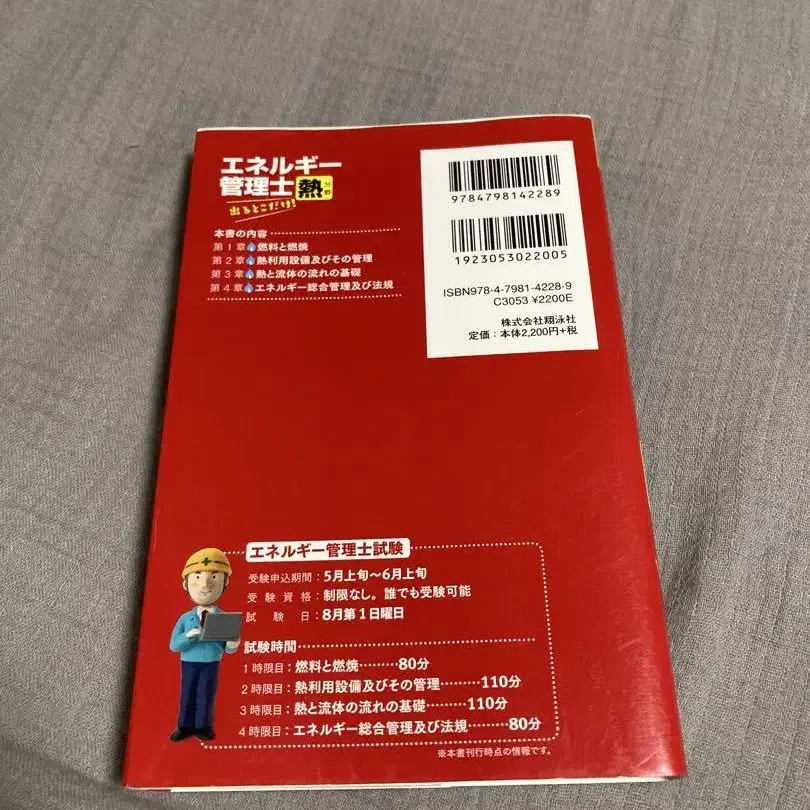 エネルギー
管理士 熱 分野
出るとこだけ!
本書の内容
第1章 燃料と燃焼
第2章 熱利用設備及びその管理
第3章 熱と流体の流れの基礎
第4章 エネルギー総合管理及び法規
9784798142289
1923053022005
ISBN978-4-7981-4228-9
C3053 ¥2200E
株式会社翔泳社
定価:本体2,200円+税
エネルギー管理士試験
受験申込期間:5月上旬〜6月上旬
受験資格:制限なし。誰でも受験可能
試験日:8月第1日曜日
試験時間
1時限目:燃料と燃焼………80分
2時限目:熱利用設備及びその管理………110分
3時限目:熱と流体の流れの基礎………110分
4時限目:エネルギー総合管理及び法規………80分
※本書刊行時点の情報です。